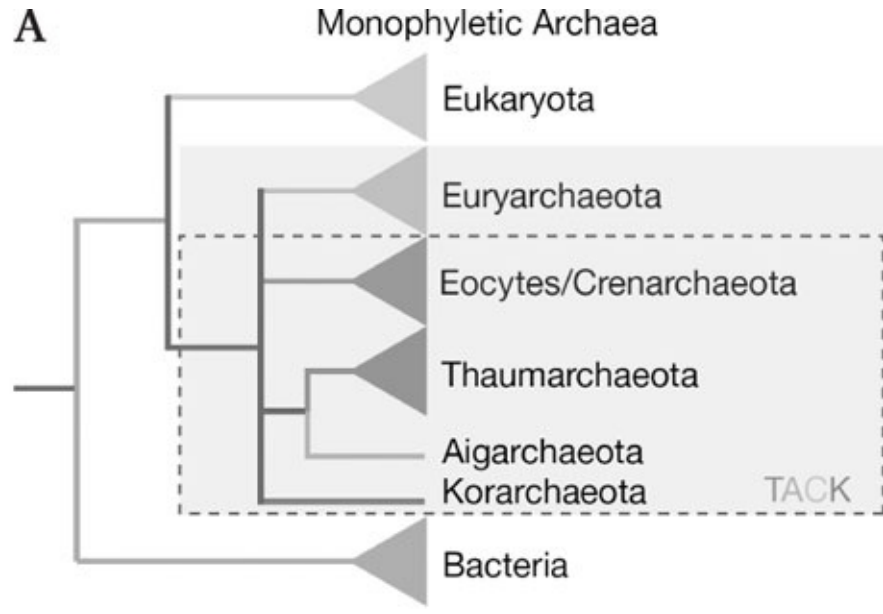 A
Monophyletic Archaea
Eukaryota
Euryarchaeota
Eocytes/Crenarchaeota
Thaumarchaeota
Aigarchaeota
Korarchaeota
TACK
Bacteria